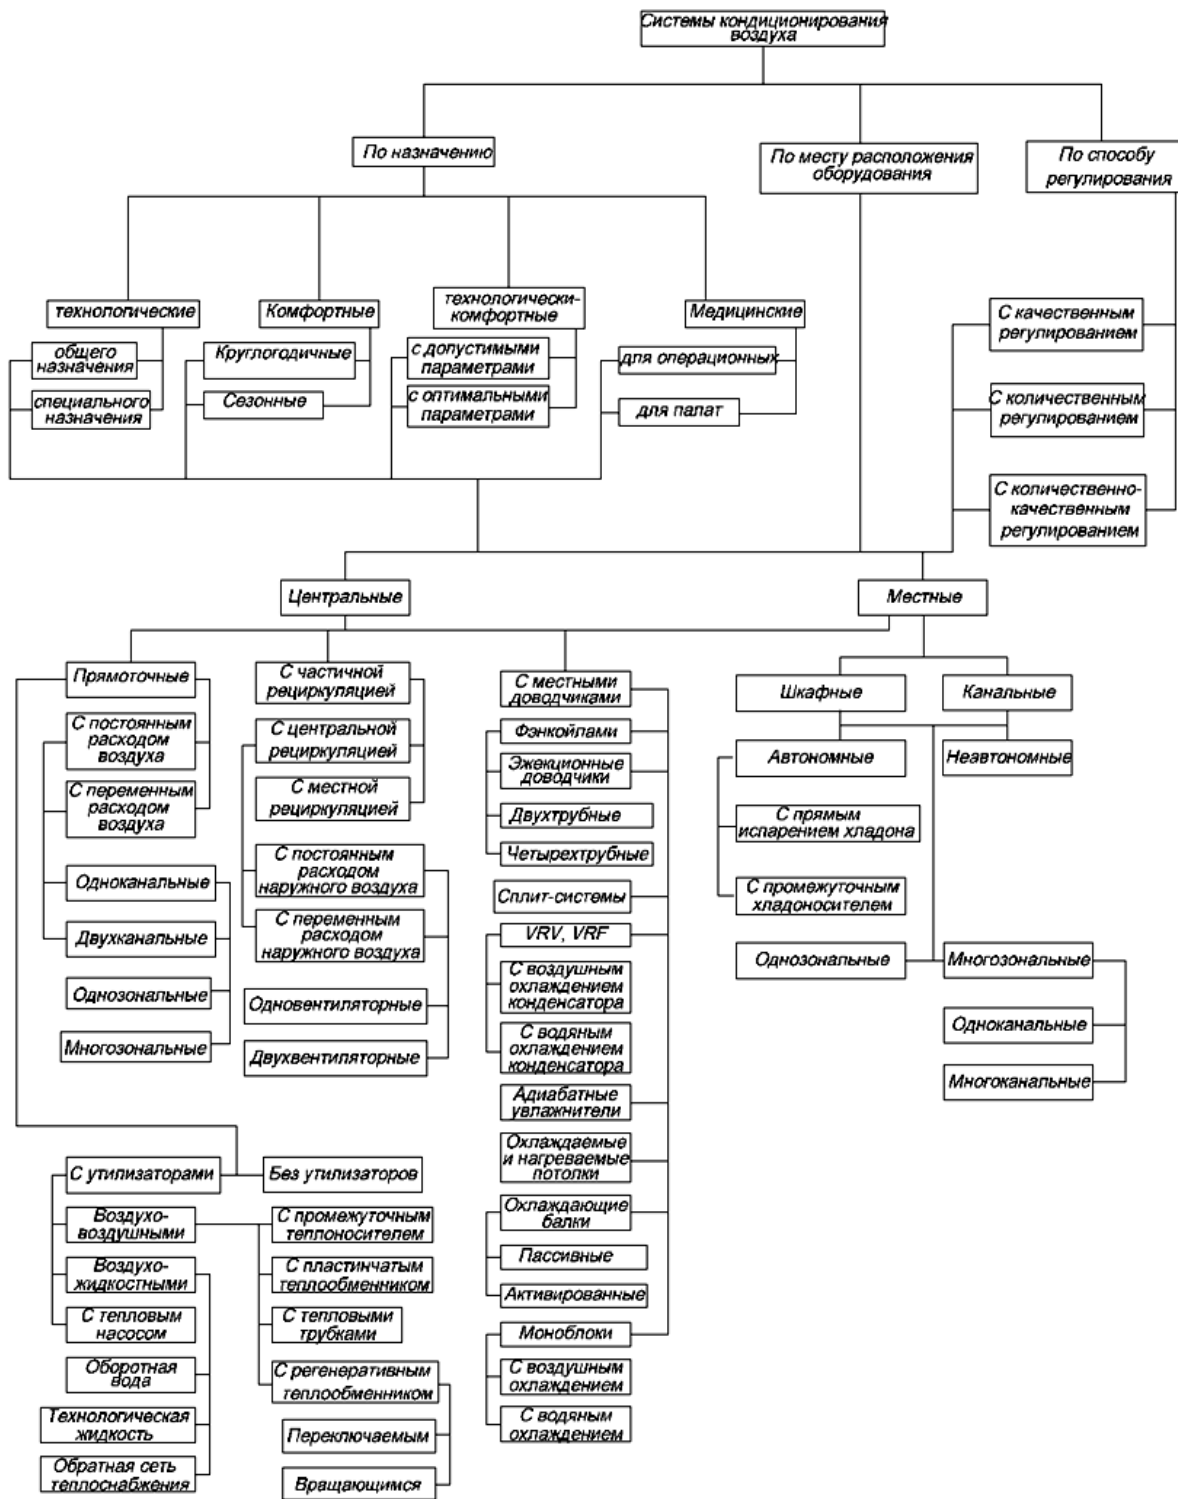 Системы кондиционирования
воздуха
По назначению
По месту расположения
оборудования
По способу
регулирования
технологические
общего
назначения
специального
назначения
Комфортные
Круглогодичные
Сезонные
технологически-
комфортные
с допустимыми
параметрами
с оптимальными
параметрами
Медицинские
для операционных
для палат
С качественным
регулированием
С количественным
регулированием
С количественно-
качественным
регулированием
Центральные
Местные
Прямоточные
С постоянным
расходом
воздуха
С переменным
расходом
воздуха
Одноканальные
Двухканальные
Однозональные
Многозональные
С частичной
рециркуляцией
С центральной
рециркуляцией
С местной
рециркуляцией
С постоянным
расходом
наружного воздуха
С переменным
расходом
наружного воздуха
Одновентиляторные
Двухвентиляторные
С местными
доводчиками
Фэнкойлами
Эжекционные
доводчики
Двухтрубные
Четырехтрубные
Сплит-системы
VRV, VRF
С воздушным
охлаждением
конденсатора
С водяным
охлаждением
конденсатора
Адиабатные
увлажнители
Охлаждаемые
и нагреваемые
потолки
Охлаждающие
балки
Пассивные
Активированные
Моноблоки
С воздушным
охлаждением
С водяным
охлаждением
Шкафные
Канальные
Автономные
Неавтономные
С прямым
испарением хладона
С промежуточным
хладоносителем
Однозональные
Многозональные
Одноканальные
Многоканальные
С утилизаторами
Без утилизаторов
Воздухо-
воздушными
Воздухо-
жидкостными
С тепловым
насосом
Оборотная
вода
Технологическая
жидкость
Обратная сеть
теплоснабжения
С промежуточным
теплоносителем
С пластинчатым
теплообменником
С тепловыми
трубками
С регенеративным
теплообменником
Переключаемым
Вращающимся